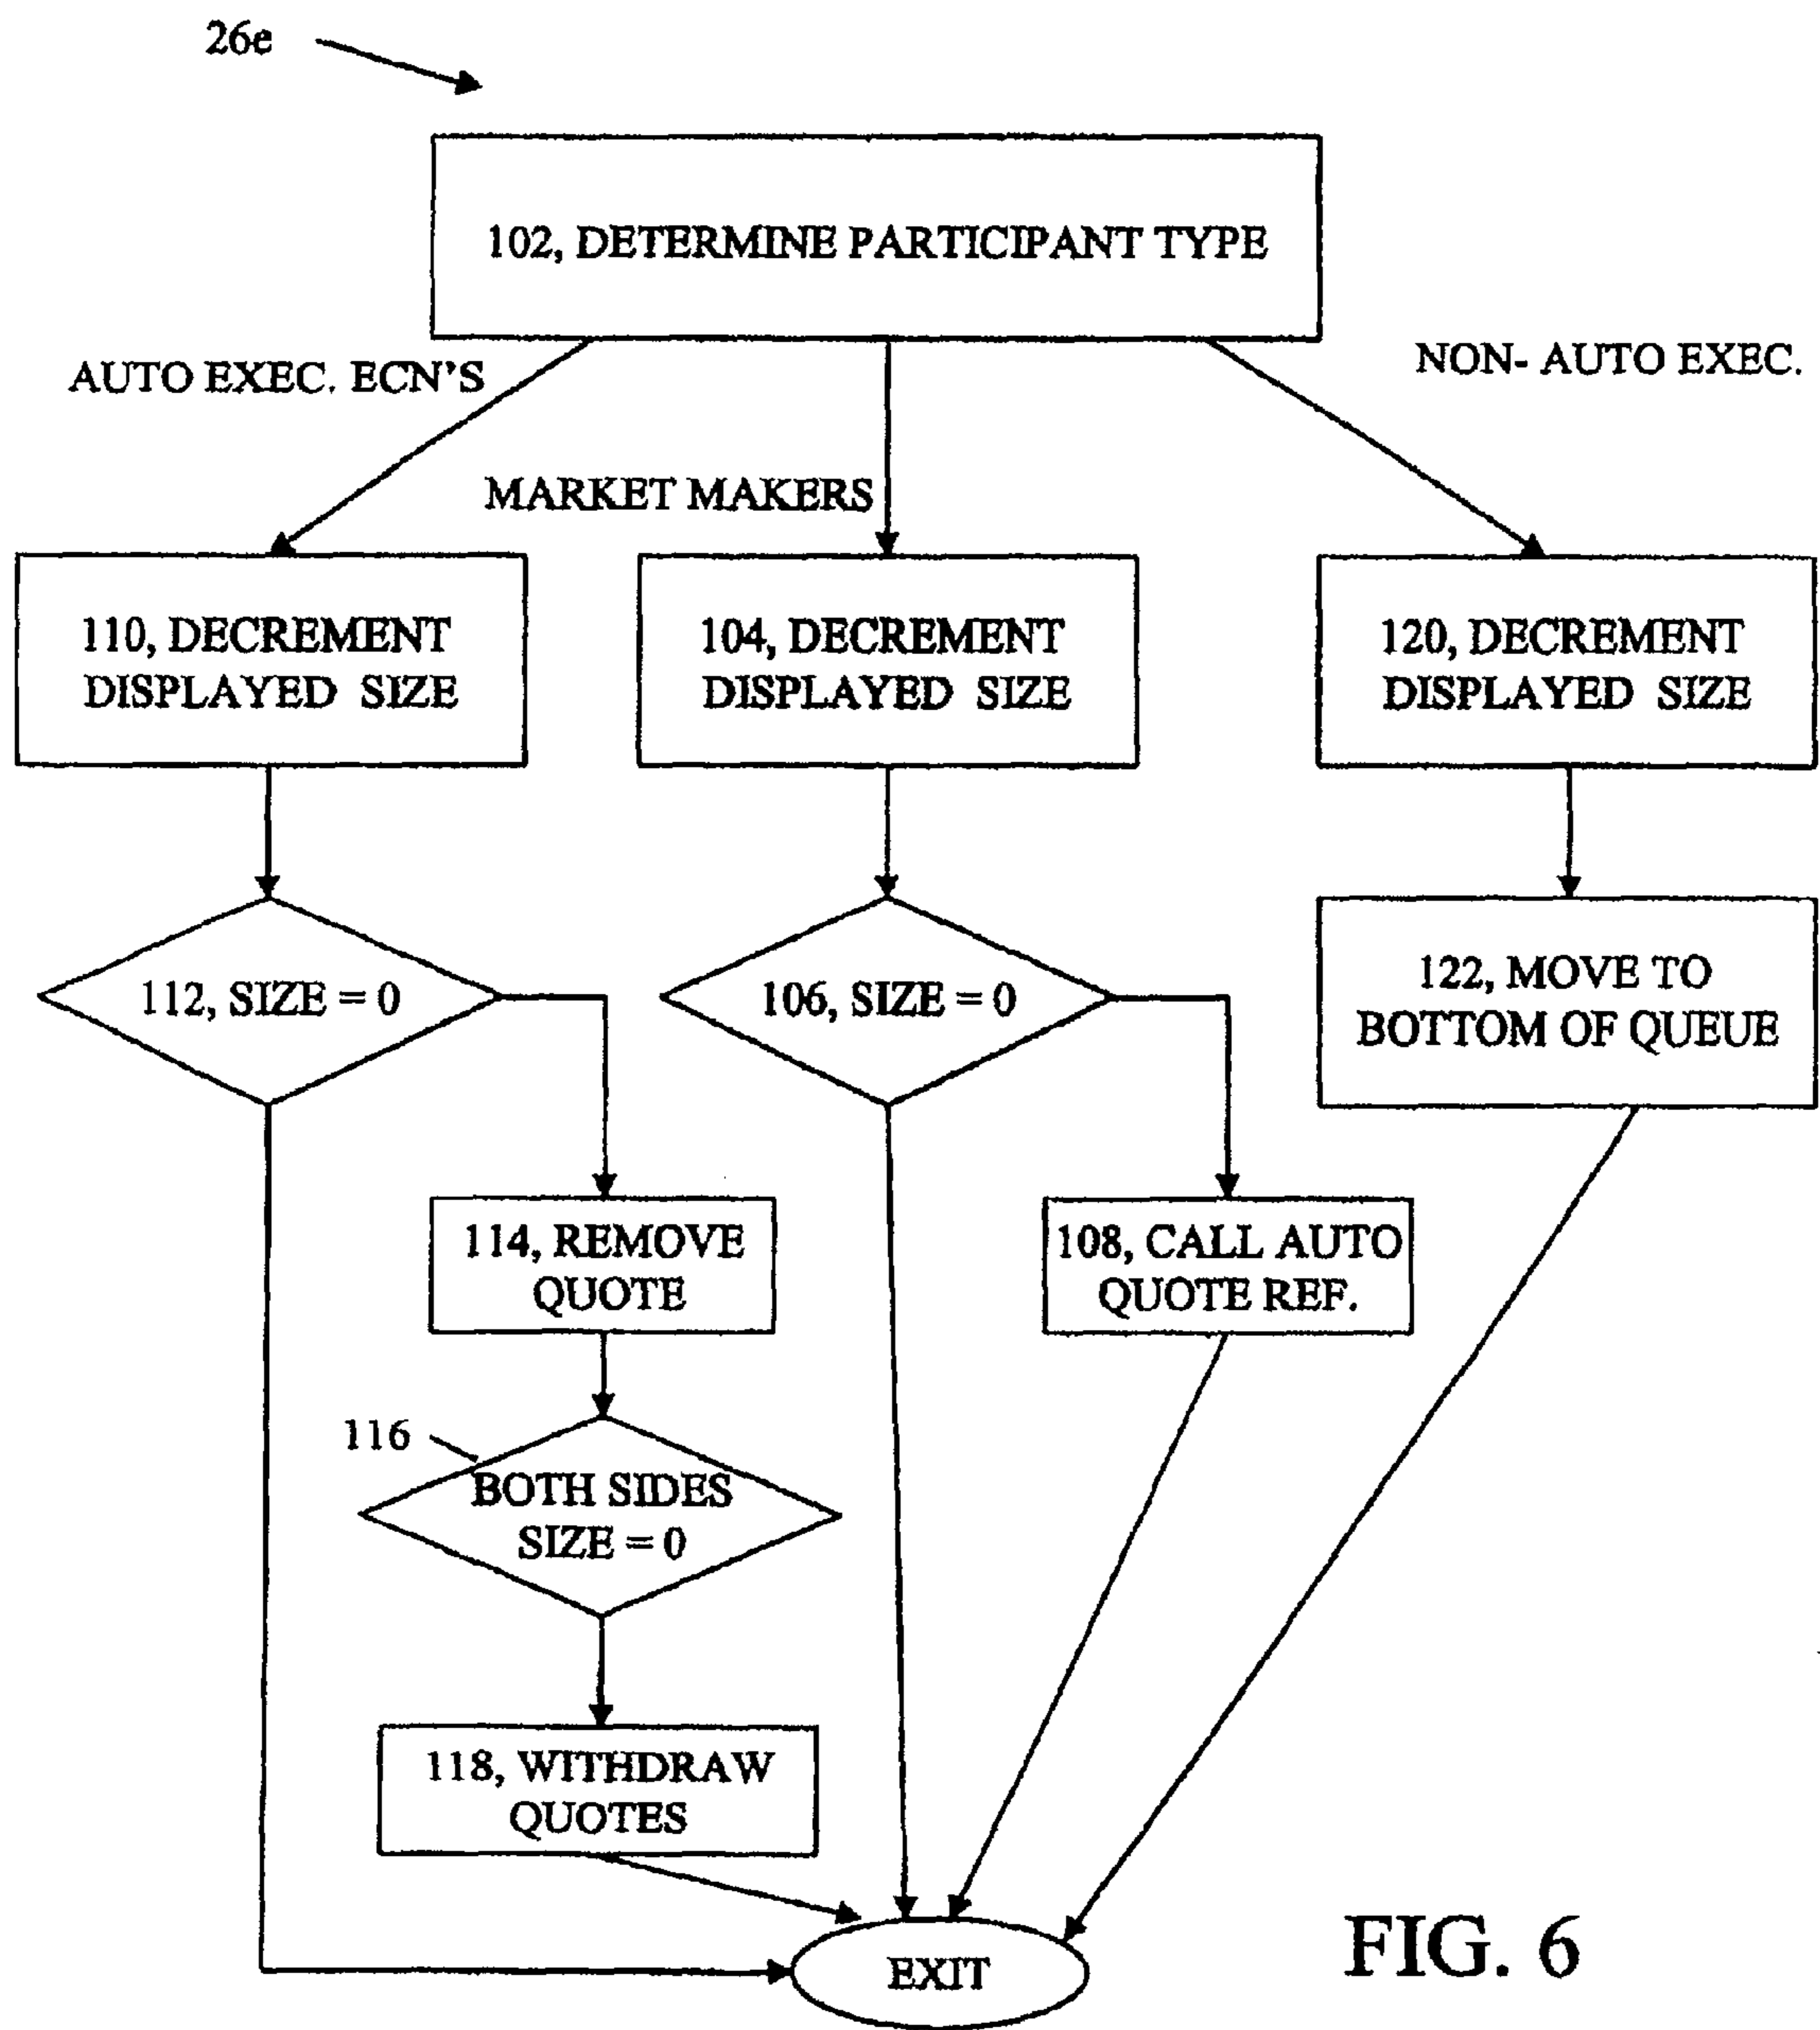 26e
102, DETERMINE PARTICIPANT TYPE
AUTO EXEC. ECN'S
NON- AUTO EXEC.
MARKET MAKERS
110, DECREMENT
DISPLAYED SIZE
104, DECREMENT
DISPLAYED SIZE
120, DECREMENT
DISPLAYED SIZE
112, SIZE = 0
106, SIZE = 0
122, MOVE TO
BOTTOM OF QUEUE
114, REMOVE
QUOTE
108, CALL AUTO
QUOTE REF.
116
BOTH SIDES
SIZE = 0
118, WITHDRAW
QUOTES
EXIT
FIG. 6